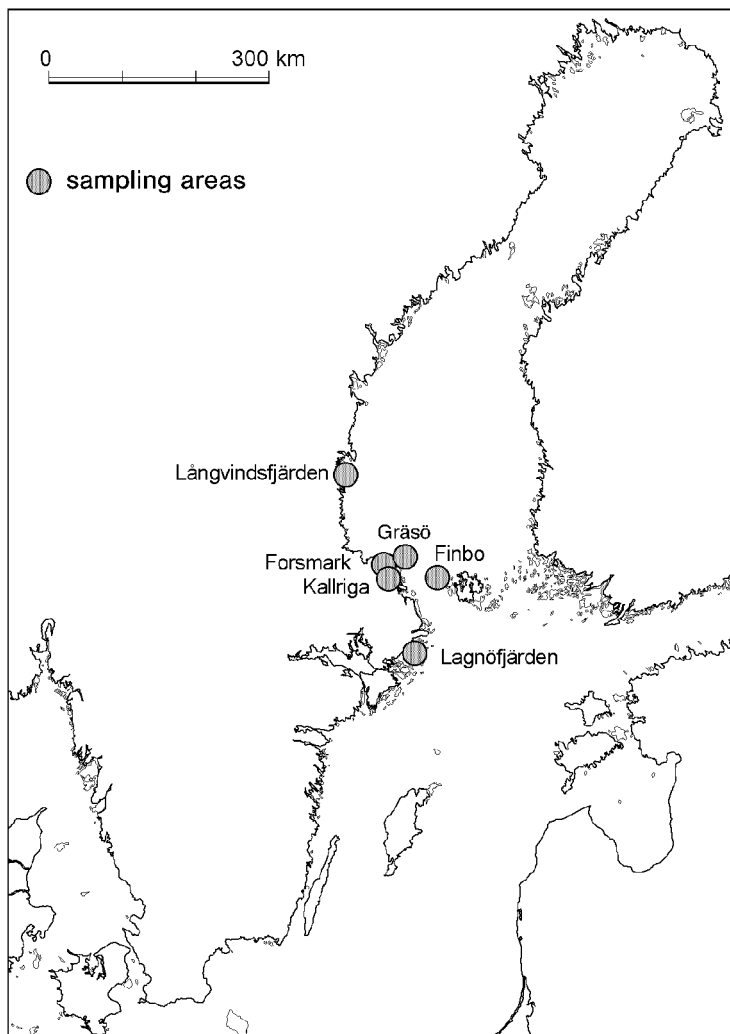 0 300 km
sampling areas
Långvindsfjärden
Gräsö
Forsmark
Finbo
Kallriga
Lagnöfjärden